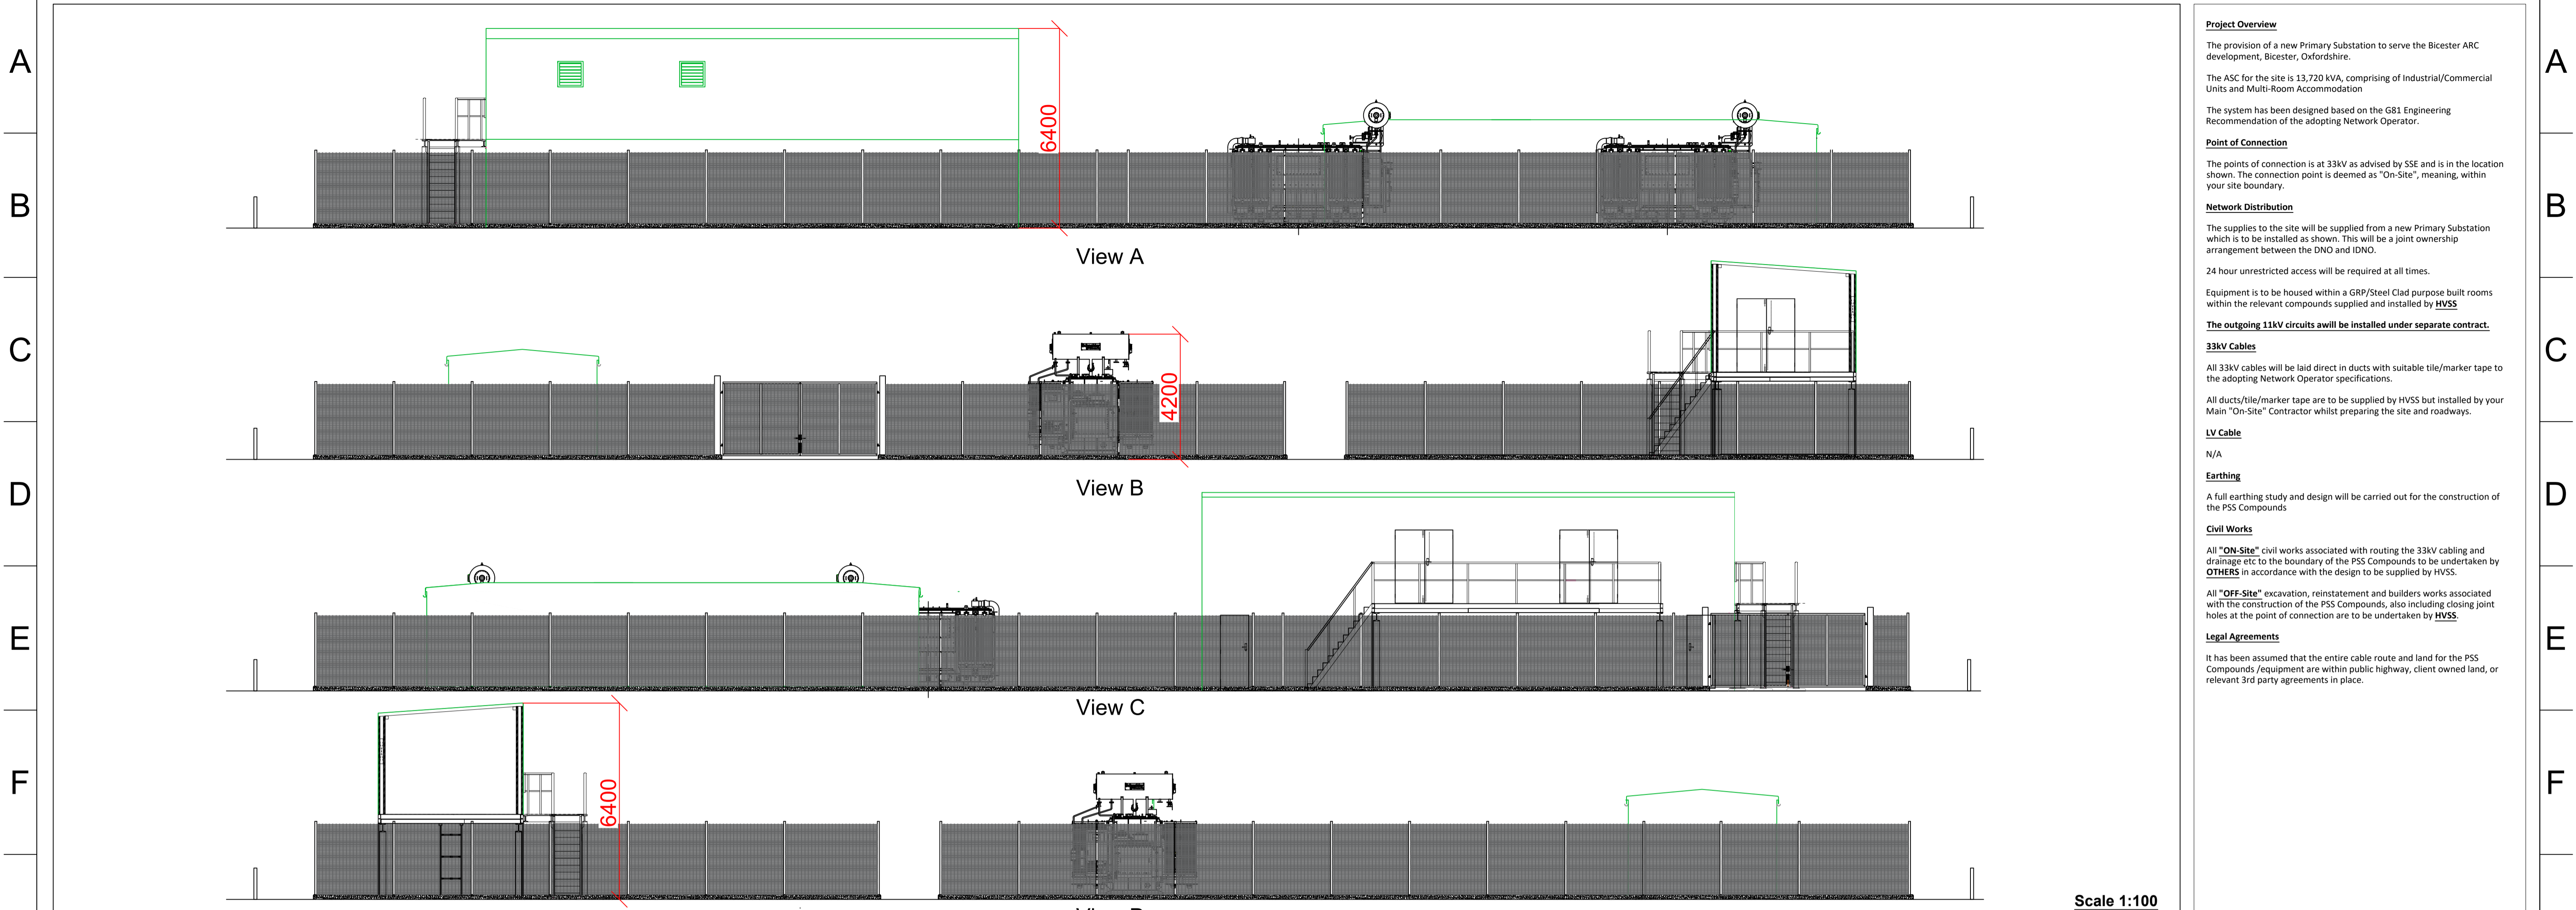 A
A
B
B
C
C
D
D
E
E
F
F
6400
View A
4200
View B
View C
6400
Scale 1:100
Project Overview
The provision of a new Primary Substation to serve the Bicester ARC
development, Bicester, Oxfordshire.
The ASC for the site is 13,720 kVA, comprising of Industrial/Commercial
Units and Multi-Room Accommodation
The system has been designed based on the G81 Engineering
Recommendation of the adopting Network Operator.
Point of Connection
The points of connection is at 33kV as advised by SSE and is in the location
shown. The connection point is deemed as "On-Site", meaning, within
your site boundary.
Network Distribution
The supplies to the site will be supplied from a new Primary Substation
which is to be installed as shown. This will be a joint ownership
arrangement between the DNO and IDNO.
24 hour unrestricted access will be required at all times.
Equipment is to be housed within a GRP/Steel Clad purpose built rooms
within the relevant compounds supplied and installed by HVSS
The outgoing 11kV circuits awill be installed under separate contract.
33kV Cables
All 33kV cables will be laid direct in ducts with suitable tile/marker tape to
the adopting Network Operator specifications.
All ducts/tile/marker tape are to be supplied by HVSS but installed by your
Main "On-Site" Contractor whilst preparing the site and roadways.
LV Cable
N/A
Earthing
A full earthing study and design will be carried out for the construction of
the PSS Compounds
Civil Works
All "ON-Site" civil works associated with routing the 33kV cabling and
drainage etc to the boundary of the PSS Compounds to be undertaken by
OTHERS in accordance with the design to be supplied by HVSS.
All "OFF-Site" excavation, reinstatement and builders works associated
with the construction of the PSS Compounds, also including closing joint
holes at the point of connection are to be undertaken by HVSS.
Legal Agreements
It has been assumed that the entire cable route and land for the PSS
Compounds /equipment are within public highway, client owned land, or
relevant 3rd party agreements in place.